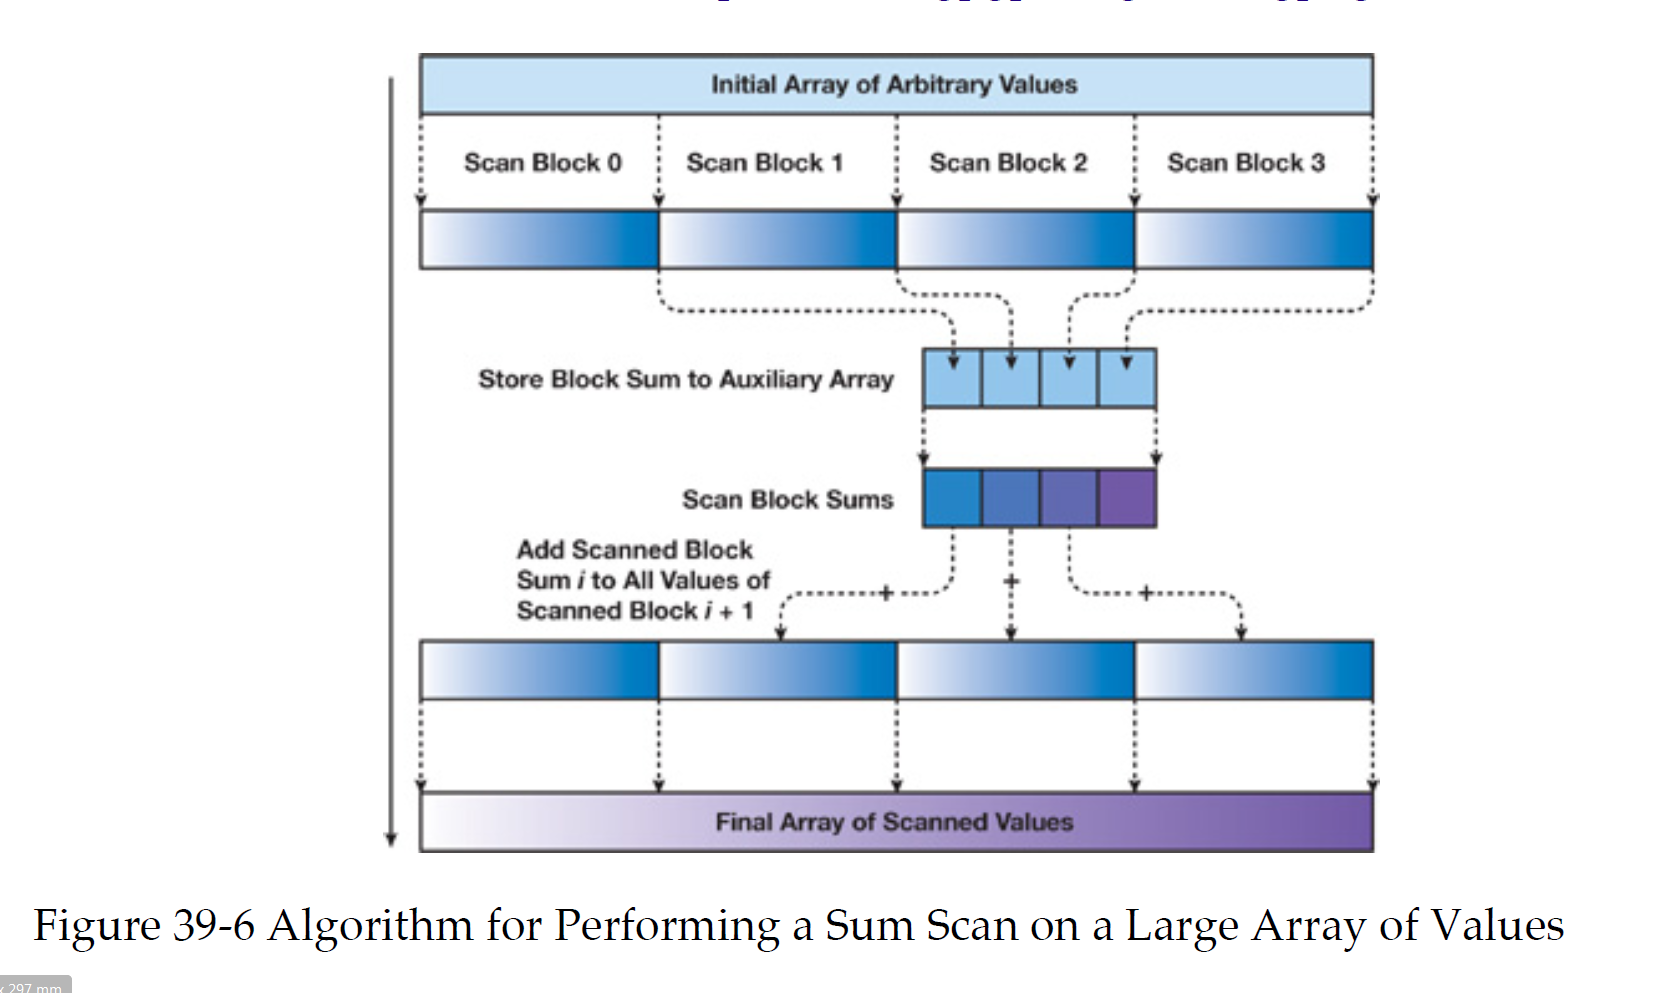 Initial Array of Arbitrary Values
Scan Block 0 Scan Block 1 Scan Block 2 Scan Block 3
Store Block Sum to Auxiliary Array
Scan Block Sums
Add Scanned Block
Sum i to All Values of
Scanned Block i + 1
+ + +
Final Array of Scanned Values
Figure 39-6 Algorithm for Performing a Sum Scan on a Large Array of Values
297 mm